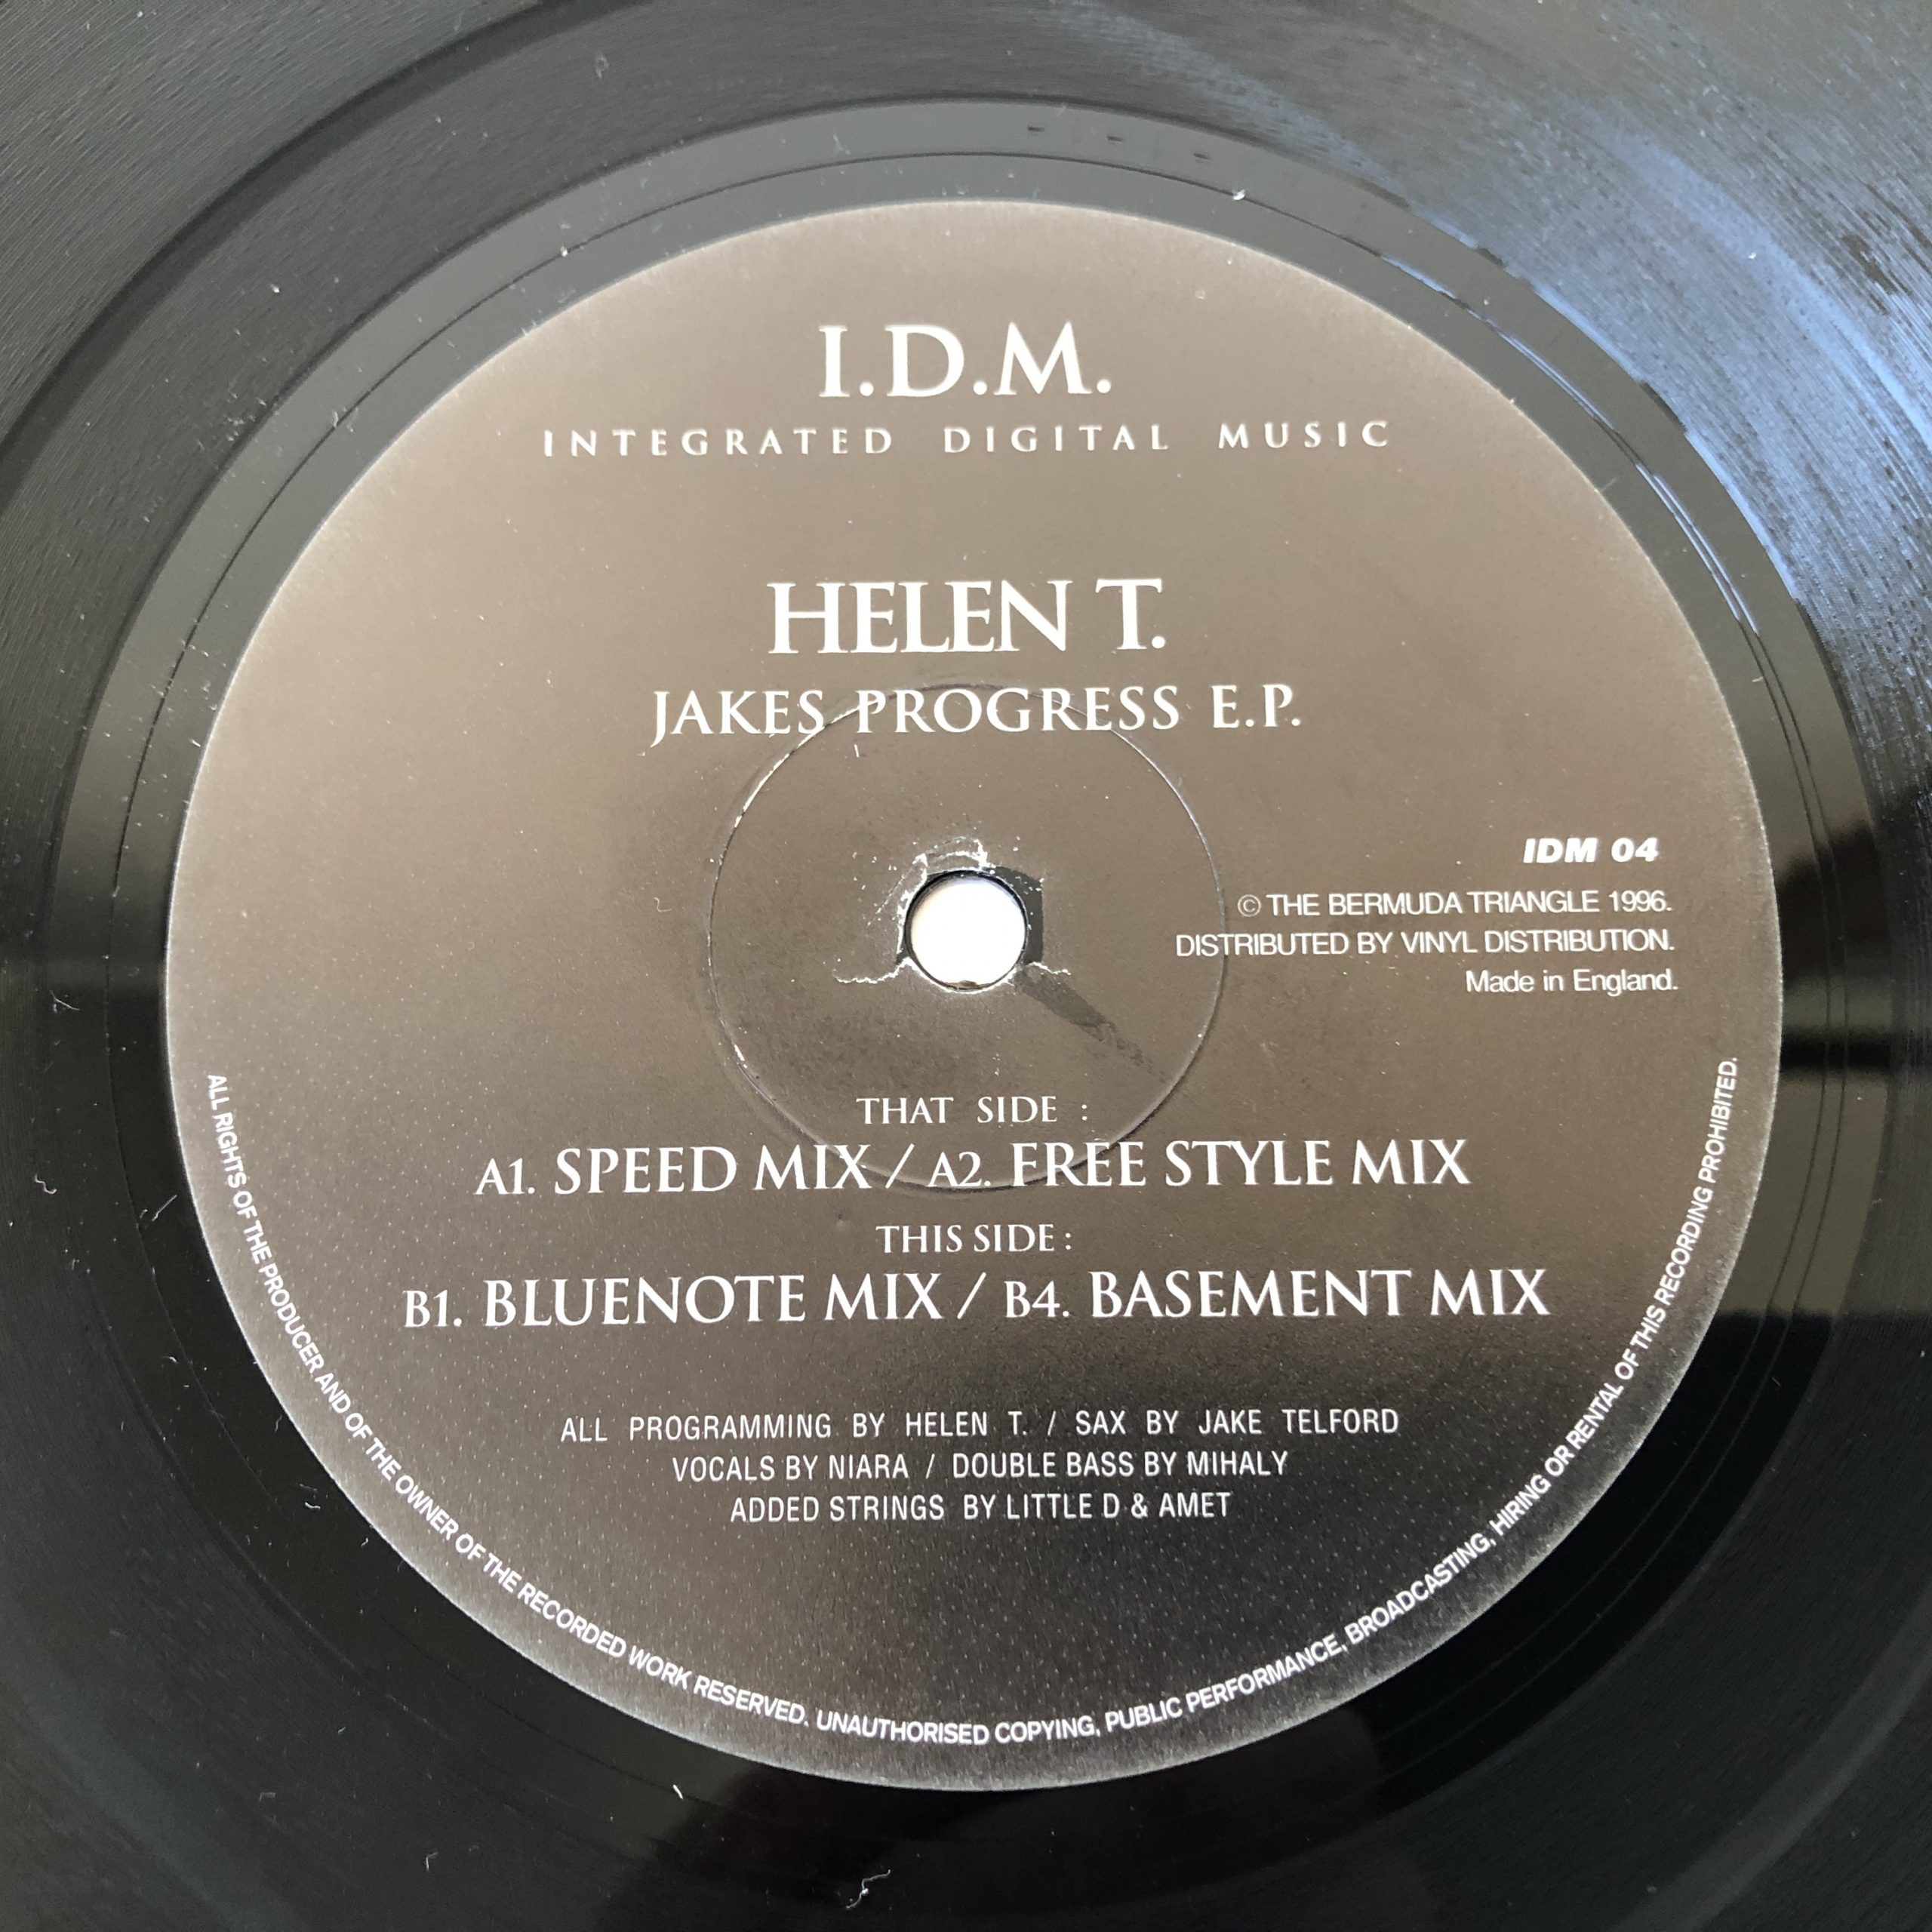 I.D.M.
INTEGRATED DIGITAL MUSIC
HELEN T.
JAKES PROGRESS E.P.
IDM 04
© THE BERMUDA TRIANGLE 1996.
DISTRIBUTED BY VINYL DISTRIBUTION.
Made in England.
THAT SIDE :
A1. SPEED MIX / A2. FREE STYLE MIX
THIS SIDE :
B1. BLUENOTE MIX / B4. BASEMENT MIX
ALL PROGRAMMING BY HELEN T. / SAX BY JAKE TELFORD
VOCALS BY NIARA / DOUBLE BASS BY MIHALY
ADDED STRINGS BY LITTLE D & AMET
ALL RIGHTS OF THE PRODUCER AND OF THE OWNER OF THE RECORDED WORK RESERVED. UNAUTHORISED COPYING, PUBLIC PERFORMANCE, BROADCASTING, HIRING OR RENTAL OF THIS RECORDING PROHIBITED.